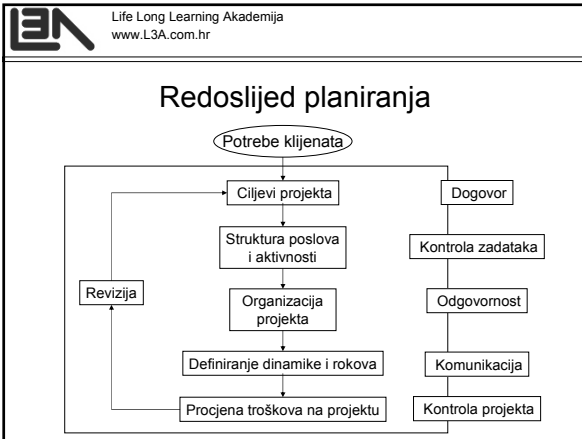 L3A
Life Long Learning Akademija
www.L3A.com.hr
Redoslijed planiranja
Potrebe klijenata
Ciljevi projekta
Dogovor
Struktura poslova
i aktivnosti
Kontrola zadataka
Revizija
Organizacija
projekta
Odgovornost
Definiranje dinamike i rokova
Komunikacija
Procjena troškova na projektu
Kontrola projekta